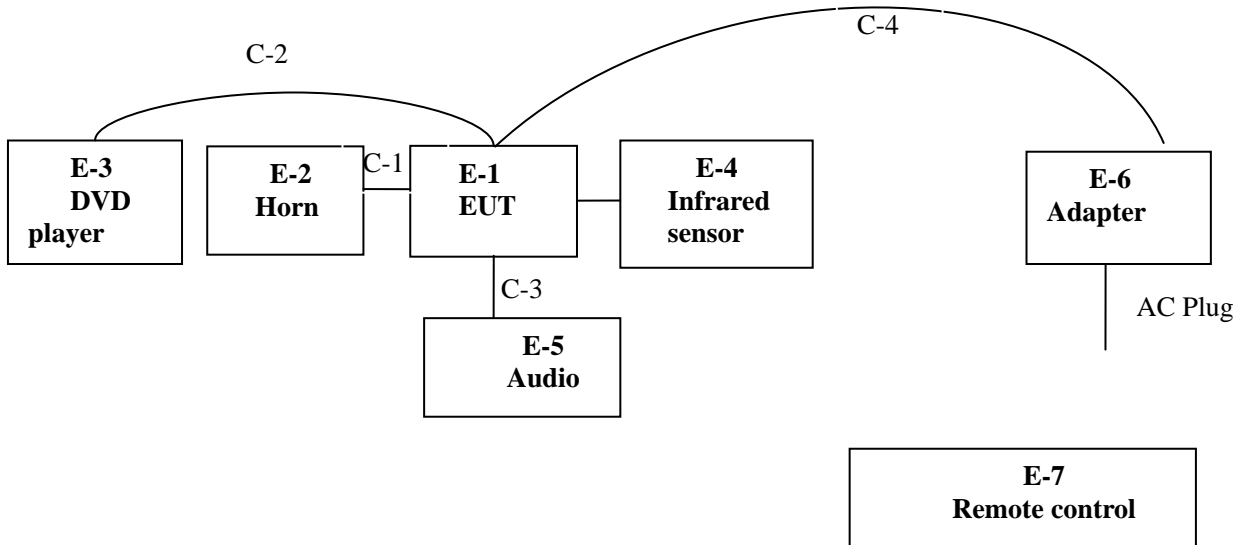 C-4
C-2
E-3
DVD
player
E-2
Horn
C-1
E-1
EUT
E-4
Infrared
sensor
E-6
Adapter
C-3
AC Plug
E-5
Audio
E-7
Remote control